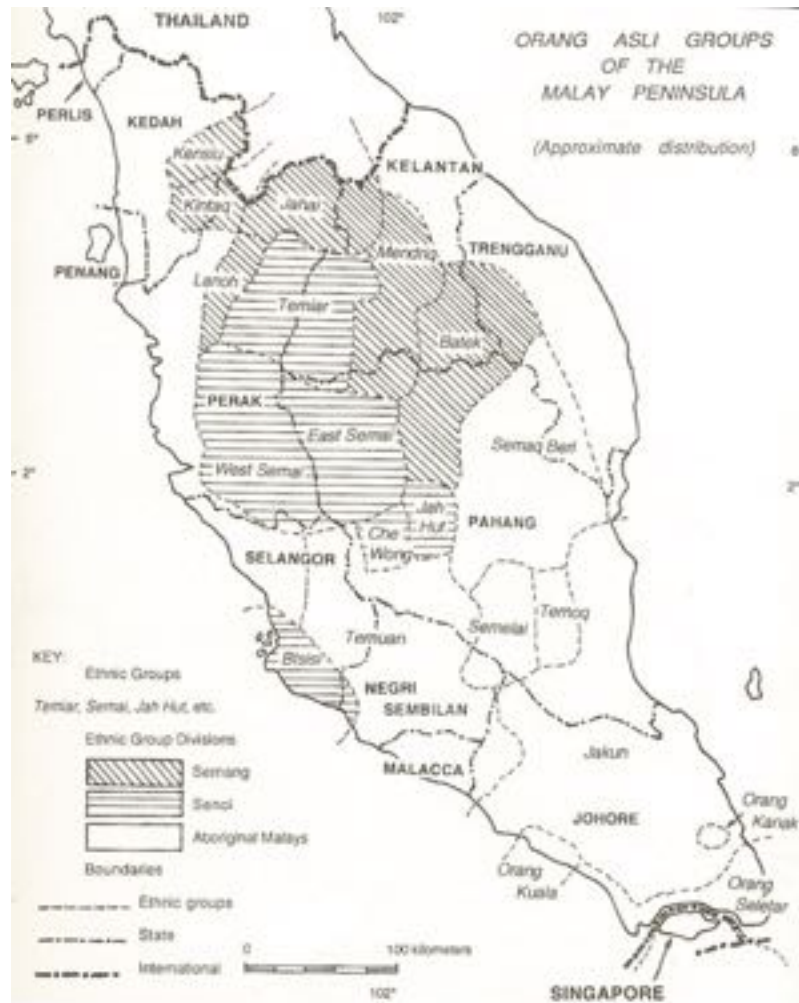 THAILAND
102°
ORANG ASLI GROUPS
OF THE
MALAY PENINSULA
(Approximate distribution)
PERLIS
KEDAH
6°
6
Kensiu
KELANTAN
Kintaq
Jahai
Mendriq
TRENGGANU
PENANG
Lanoh
Temiar
Batek
PERAK
East Semai
Semaq Beri
West Semai
2°
2°
Jah
Hut
PAHANG
Che
Wong
SELANGOR
Temoq
Semelai
Temuan
KEY:
Bisisi
Ethnic Groups
NEGRI
SEMBILAN
Temiar, Semai, Jah Hut, etc.
Ethnic Group Divisions
Semang
Senoi
Aboriginal Malays
MALACCA
Jakun
JOHORE
Orang
Kanak
Boundaries
Orang
Kuala
Orang
Seletar
Ethnic groups
State
International
0
100 kilometers
102°
SINGAPORE